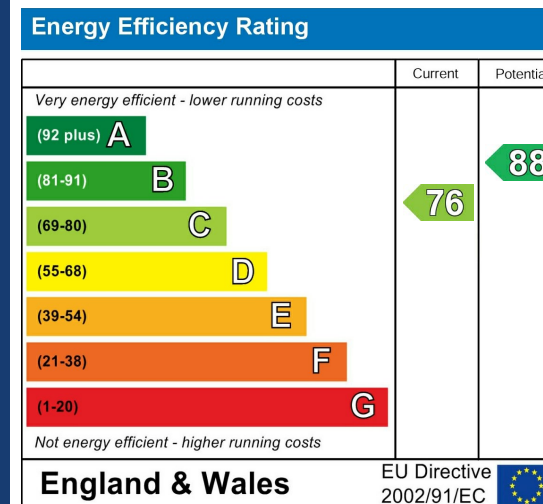 Energy Efficiency Rating
Current Potentia
Very energy efficient - lower running costs
(92 plus) A
(81-91) B
88
(69-80) C
76
(55-68) D
(39-54) E
(21-38) F
(1-20) G
Not energy efficient - higher running costs
England & Wales
EU Directive
2002/91/EC